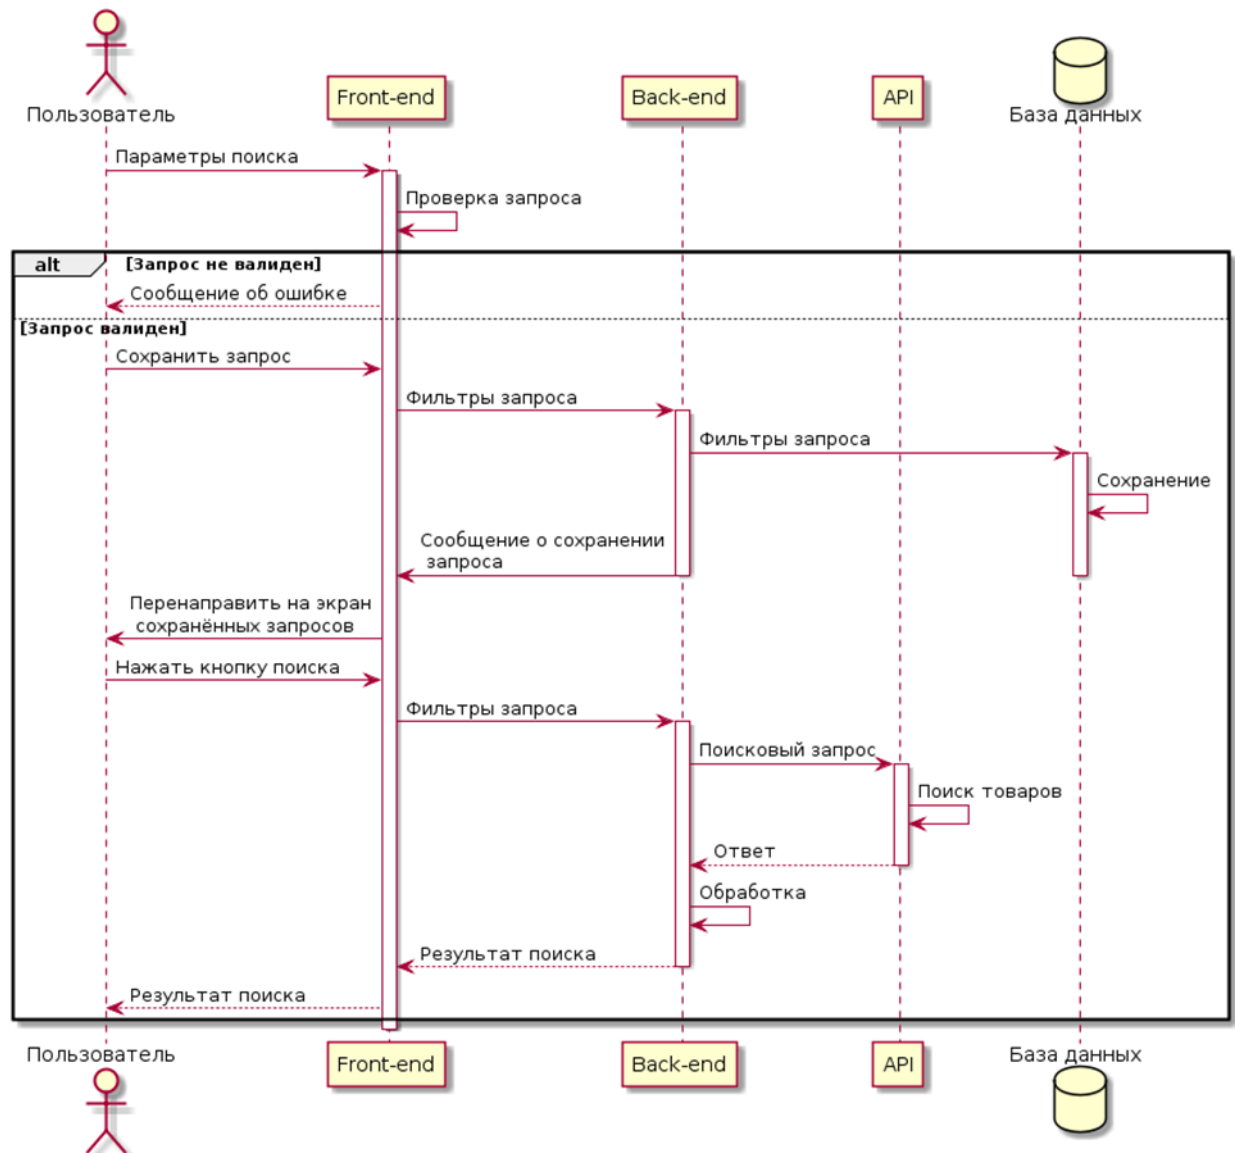 Пользователь
Front-end
Back-end
API
База данных
Параметры поиска
Проверка запроса
alt
[Запрос не валиден]
Сообщение об ошибке
[Запрос валиден]
Сохранить запрос
Фильтры запроса
Фильтры запроса
Сохранение
Сообщение о сохранении
запроса
Перенаправить на экран
сохранённых запросов
Нажать кнопку поиска
Фильтры запроса
Поисковый запрос
Поиск товаров
Ответ
Обработка
Результат поиска
Результат поиска
Пользователь
Front-end
Back-end
API
База данных